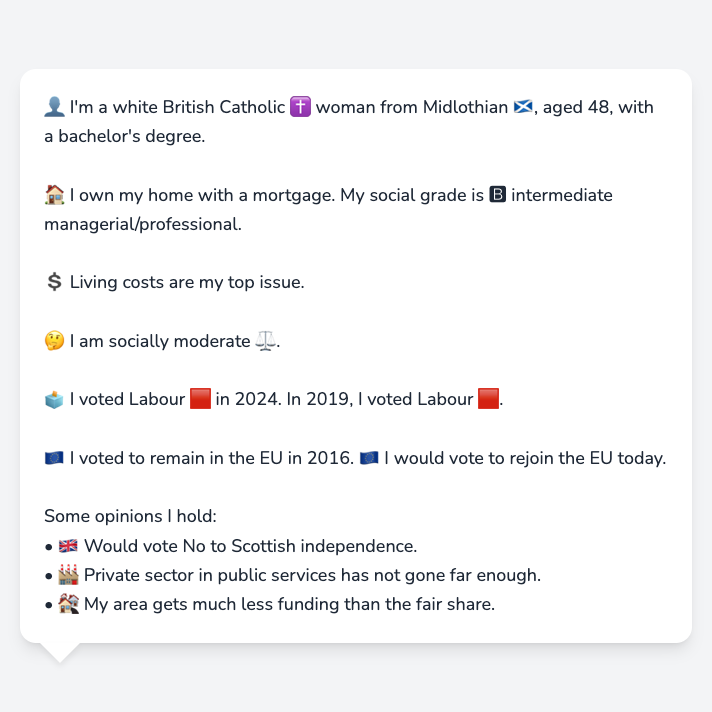 👤 I'm a white British Catholic ✝️ woman from Midlothian 🏴󠁧󠁢󠁳󠁣󠁴󠁿, aged 48, with
a bachelor's degree.
🏠 I own my home with a mortgage. My social grade is 🅱 intermediate
managerial/professional.
💲 Living costs are my top issue.
🤔 I am socially moderate ⚖️.
🗳️ I voted Labour 🟥 in 2024. In 2019, I voted Labour 🟥.
🇪🇺 I voted to remain in the EU in 2016. 🇪🇺 I would vote to rejoin the EU today.
Some opinions I hold:
• 🇬🇧 Would vote No to Scottish independence.
• 🏭 Private sector in public services has not gone far enough.
• 🏚️ My area gets much less funding than the fair share.